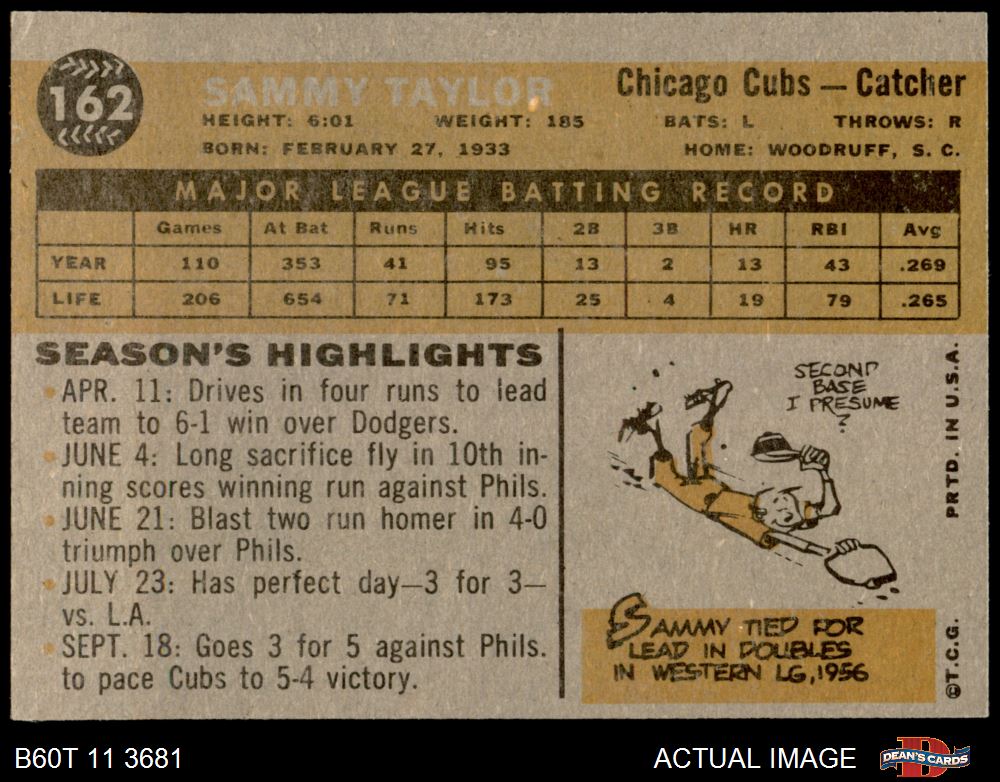 162
SAMMY TAYLOR
Chicago Cubs — Catcher
HEIGHT: 6:01 WEIGHT: 185 BATS: L THROWS: R
BORN: FEBRUARY 27, 1933 HOME: WOODRUFF, S. C.
MAJOR LEAGUE BATTING RECORD
Games At Bat Runs Hits 2B 3B HR RBI Avg
YEAR 110 353 41 95 13 2 13 43 .269
LIFE 206 654 71 173 25 4 19 79 .265
SEASON'S HIGHLIGHTS
APR. 11: Drives in four runs to lead
team to 6-1 win over Dodgers.
JUNE 4: Long sacrifice fly in 10th in-
ning scores winning run against Phils.
JUNE 21: Blast two run homer in 4-0
triumph over Phils.
JULY 23: Has perfect day—3 for 3—
vs. L.A.
SEPT. 18: Goes 3 for 5 against Phils.
to pace Cubs to 5-4 victory.
SECOND
BASE
I PRESUME
?
SAMMY TIED FOR
LEAD IN DOUBLES
IN WESTERN LG, 1956
©T.C.G. PRTD. IN U.S.A.
B60T 11 3681
ACTUAL IMAGE
DEAN'S CARDS